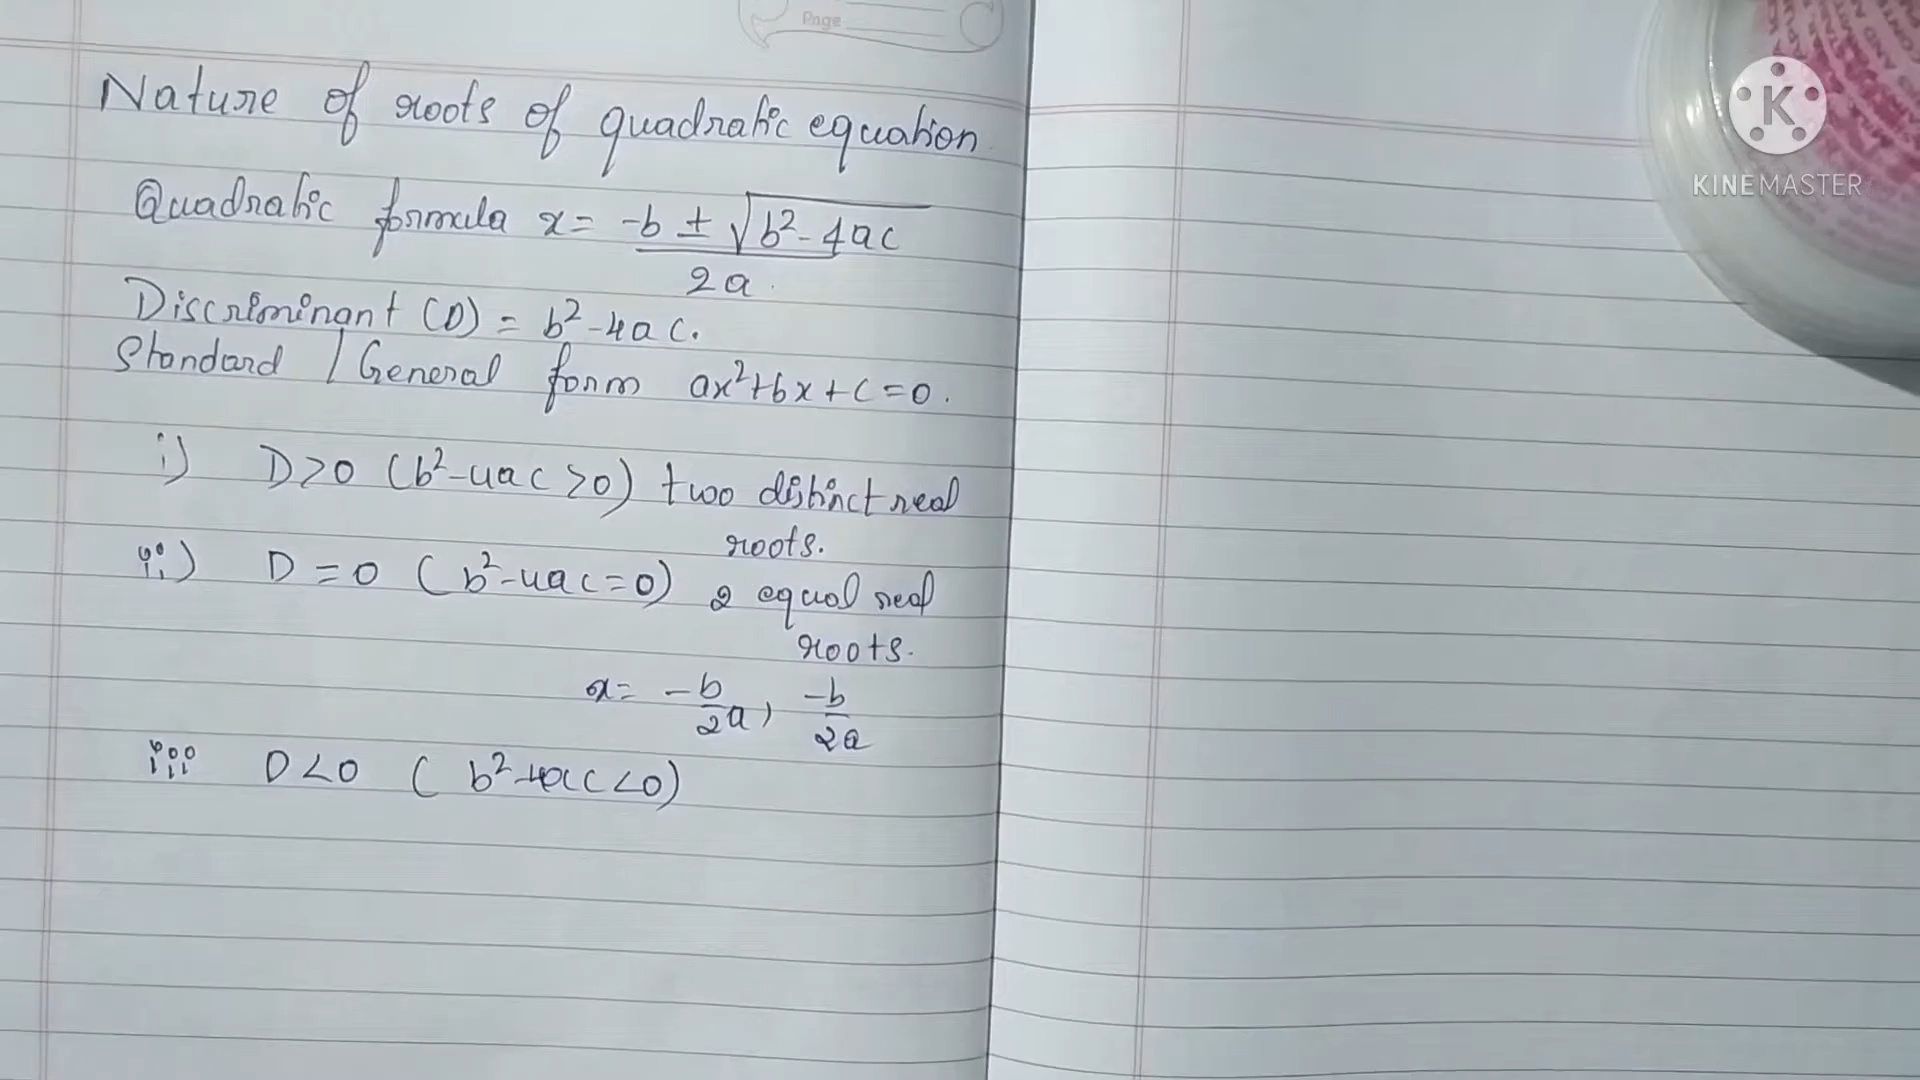 Page
KINEMASTER
Nature of roots of quadratic equation
Quadratic formula x = -b ± √b² - 4ac / 2a.
Discriminant (D) = b² - 4ac.
Standard / General form ax² + bx + c = 0.
i) D > 0 (b² - 4ac > 0) two distinct real
roots.
ii) D = 0 (b² - 4ac = 0) 2 equal real
roots.
x = -b/2a, -b/2a
iii D < 0 ( b² - 4ac < 0)